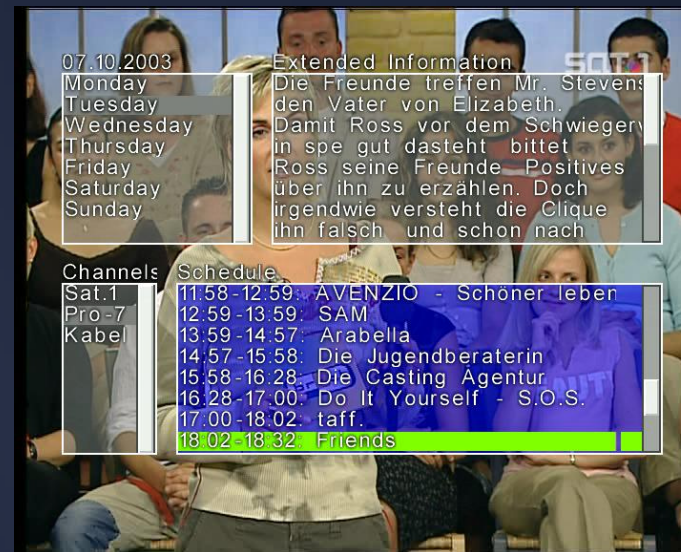 07.10.2003
Monday
Tuesday
Wednesday
Thursday
Friday
Saturday
Sunday
Extended Information
SAT.1
Die Freunde treffen Mr. Stevens
den Vater von Elizabeth.
Damit Ross vor dem Schwiegerv
in spe gut dasteht bittet
Ross seine Freunde Positives
über ihn zu erzählen. Doch
irgendwie versteht die Clique
ihn falsch und schon nach
Channels
Sat.1
Pro-7
Kabel
Schedule
11:58-12:59: AVENZIO - Schöner leben
12:59-13:59: SAM
13:59-14:57: Arabella
14:57-15:58: Die Jugendberaterin
15:58-16:28: Die Casting Agentur
16:28-17:00: Do It Yourself - S.O.S.
17:00-18:02: taff.
18:02-18:32: Friends